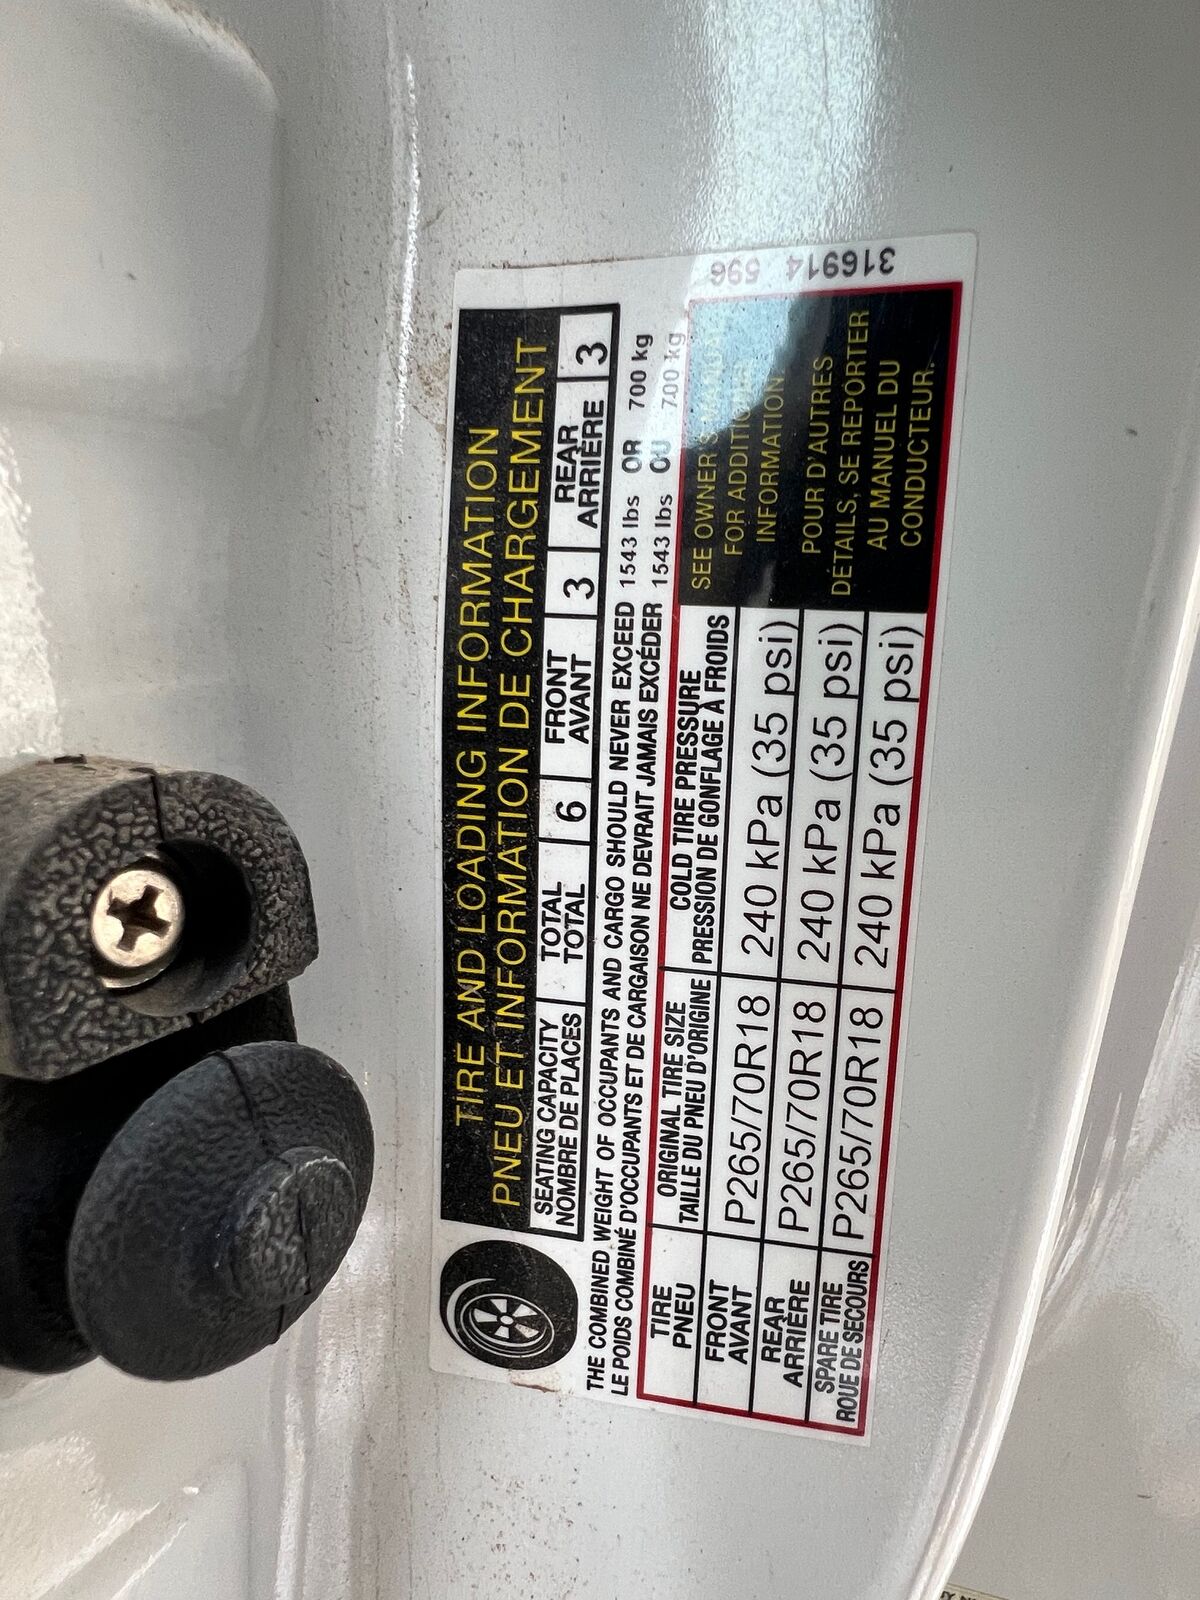 TIRE AND LOADING INFORMATION
PNEU ET INFORMATION DE CHARGEMENT
SEATING CAPACITY
NOMBRE DE PLACES
TOTAL
TOTAL
6
FRONT
AVANT
3
REAR
ARRIÈRE
3
THE COMBINED WEIGHT OF OCCUPANTS AND CARGO SHOULD NEVER EXCEED 1543 lbs OR 700 kg
LE POIDS COMBINÉ D'OCCUPANTS ET DE CARGAISON NE DEVRAIT JAMAIS EXCÉDER 1543 lbs OU 700 kg
TIRE
PNEU
ORIGINAL TIRE SIZE
TAILLE DU PNEU D'ORIGINE
COLD TIRE PRESSURE
PRESSION DE GONFLAGE À FROIDS
FRONT
AVANT
P265/70R18
240 kPa (35 psi)
REAR
ARRIÈRE
P265/70R18
240 kPa (35 psi)
SPARE TIRE
ROUE DE SECOURS
P265/70R18
240 kPa (35 psi)
SEE OWNER'S MANUAL
FOR ADDITIONAL
INFORMATION
POUR D'AUTRES
DÉTAILS, SE REPORTER
AU MANUEL DU
CONDUCTEUR.
316914 596